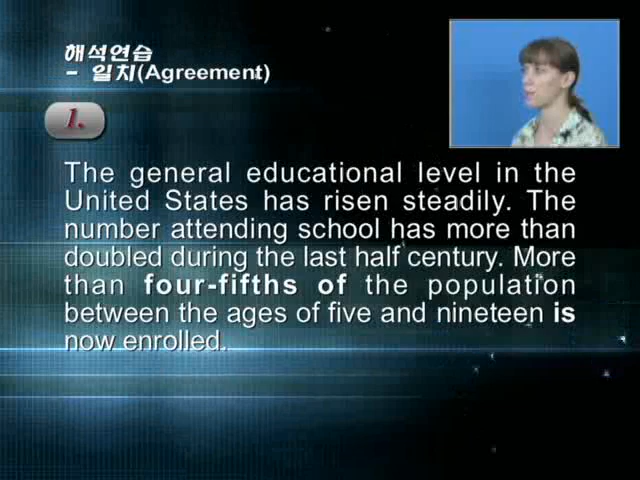 해석연습
- 일치(Agreement)
1.
The general educational level in the
United States has risen steadily. The
number attending school has more than
doubled during the last half century. More
than four-fifths of the population
between the ages of five and nineteen is
now enrolled.